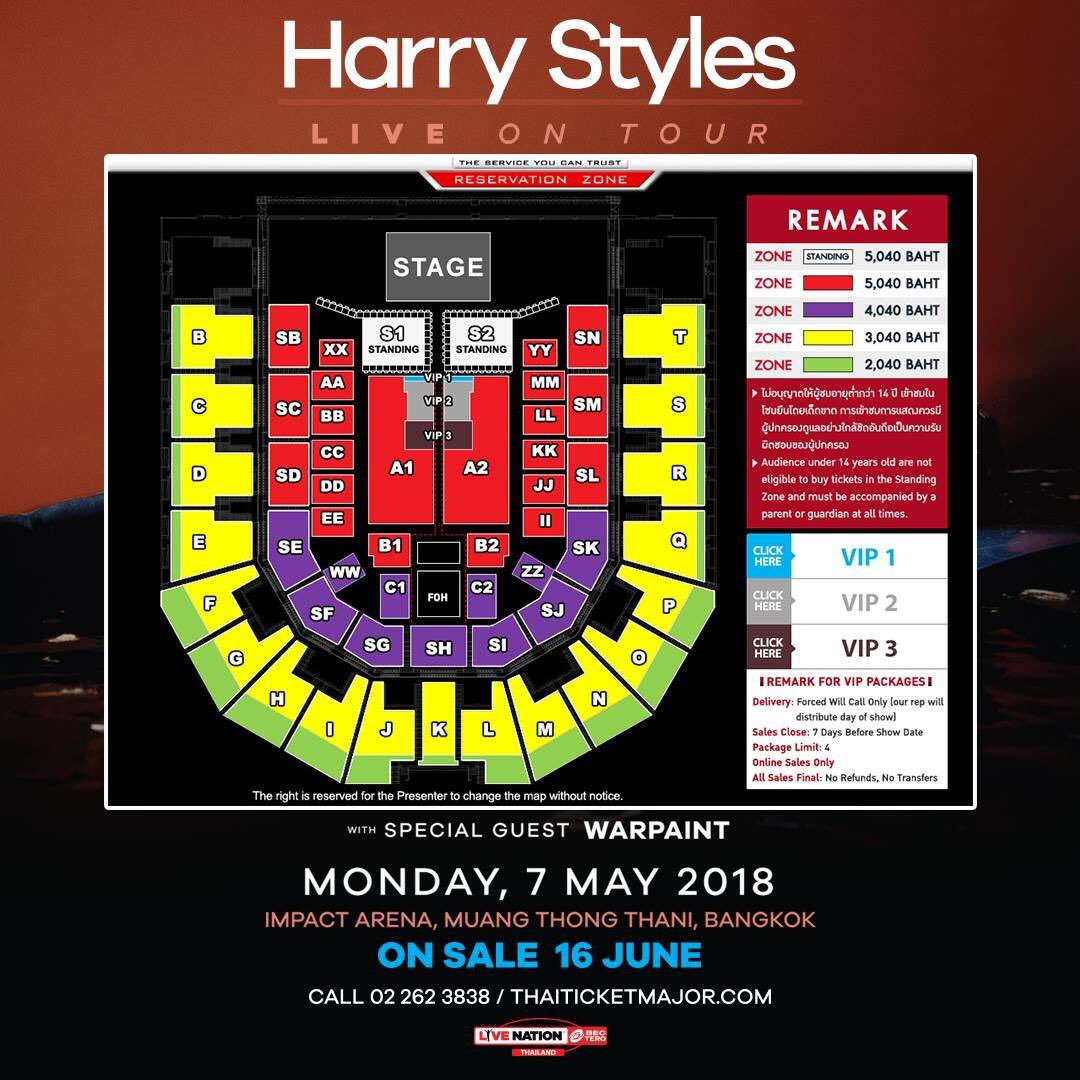 Harry Styles
LIVE ON TOUR
THE SERVICE YOU CAN TRUST
RESERVATION ZONE
STAGE
S1
STANDING
S2
STANDING
B
SB
XX
YY
SN
T
VIP 1
C
SC
AA
BB
VIP 2
MM
LL
SM
S
VIP 3
D
SD
CC
DD
A1
A2
KK
JJ
SL
R
EE
II
E
SE
B1
B2
SK
Q
WW
ZZ
C1
FOH
C2
F
SF
SJ
P
G
SG
SH
SI
O
H
N
I
J
K
L
M
The right is reserved for the Presenter to change the map without notice.
REMARK
ZONE STANDING 5,040 BAHT
ZONE 5,040 BAHT
ZONE 4,040 BAHT
ZONE 3,040 BAHT
ZONE 2,040 BAHT
ไม่อนุญาตให้ผู้ชมอายุต่ำกว่า 14 ปี เข้าชมใน
โซนยืนโดยเด็ดขาด การเข้าชมการแสดงควรมี
ผู้ปกครองดูแลอย่างใกล้ชิดอันถือเป็นความรับ
ผิดชอบของผู้ปกครอง
Audience under 14 years old are not
eligible to buy tickets in the Standing
Zone and must be accompanied by a
parent or guardian at all times.
CLICK HERE VIP 1
CLICK HERE VIP 2
CLICK HERE VIP 3
REMARK FOR VIP PACKAGES
Delivery: Forced Will Call Only (our rep will
distribute day of show)
Sales Close: 7 Days Before Show Date
Package Limit: 4
Online Sales Only
All Sales Final: No Refunds, No Transfers
WITH SPECIAL GUEST WARPAINT
MONDAY, 7 MAY 2018
IMPACT ARENA, MUANG THONG THANI, BANGKOK
ON SALE 16 JUNE
CALL 02 262 3838 / THAITICKETMAJOR.COM
LIVE NATION BEC TERO
THAILAND